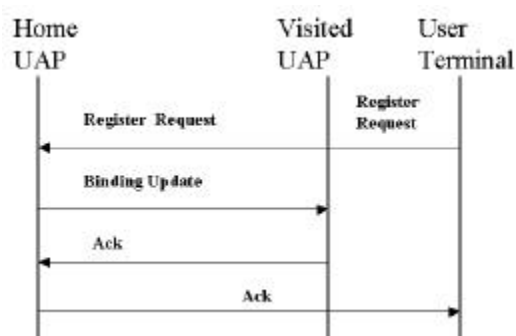 Home UAP
Visited UAP
User Terminal
Register Request
Register Request
Binding Update
Ack
Ack